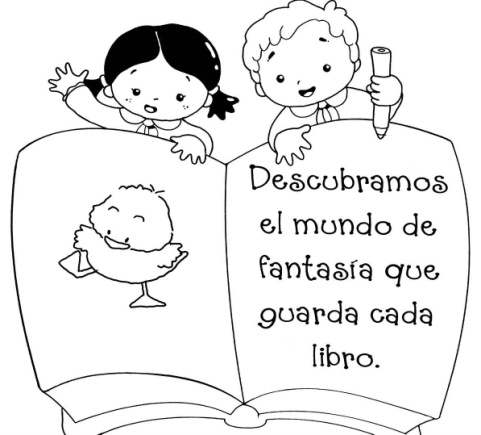 Descubramos
el mundo de
fantasía que
guarda cada
libro.